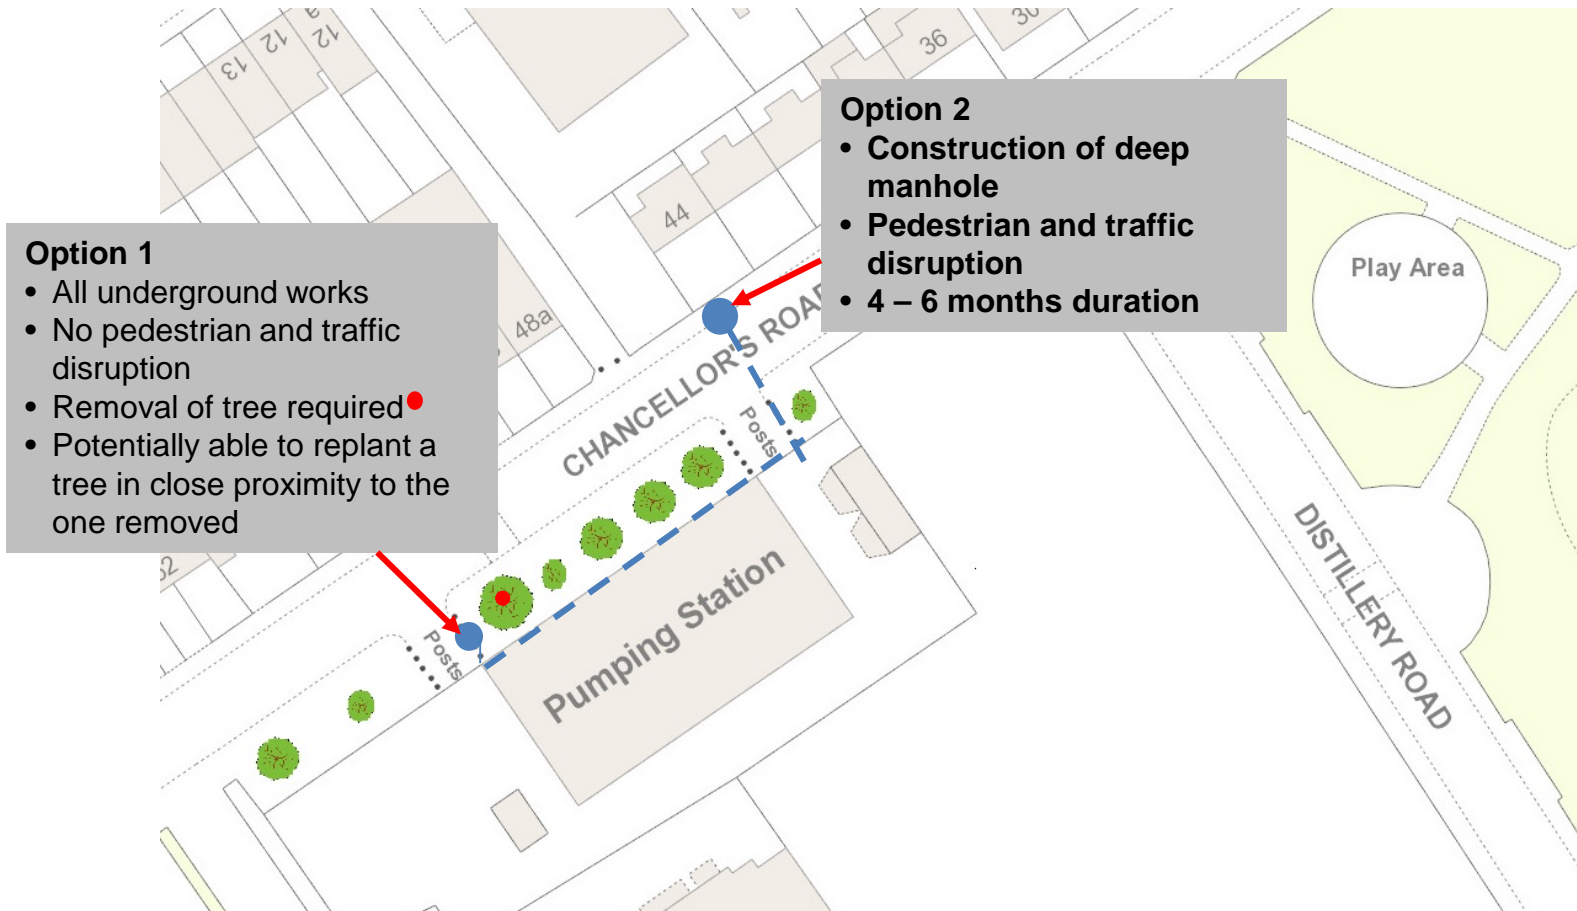 12
12
13
36
30
Option 2
• Construction of deep
manhole
• Pedestrian and traffic
disruption
• 4 – 6 months duration
44
Play Area
Option 1
• All underground works
• No pedestrian and traffic
disruption
• Removal of tree required
• Potentially able to replant a
tree in close proximity to the
one removed
48a
CHANCELLOR'S ROAD
Posts
Posts
Pumping Station
DISTILLERY ROAD